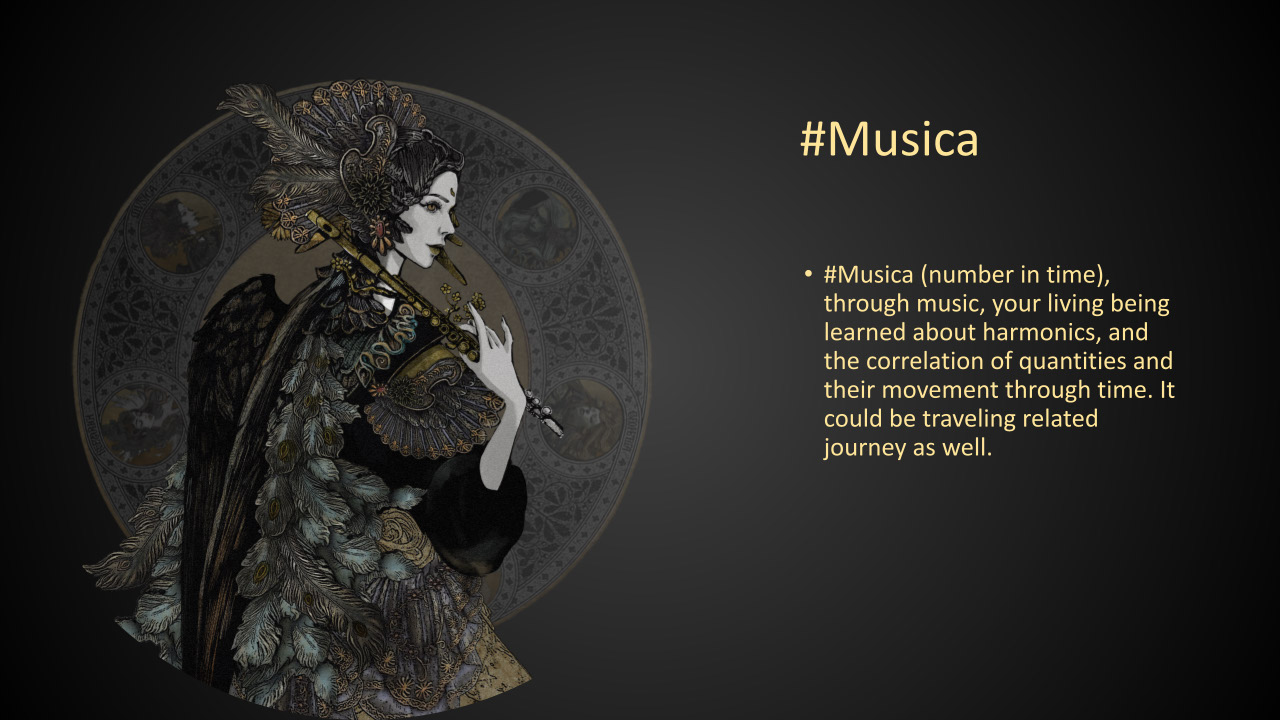 #Musica
• #Musica (number in time),
through music, your living being
learned about harmonics, and
the correlation of quantities and
their movement through time. It
could be traveling related
journey as well.